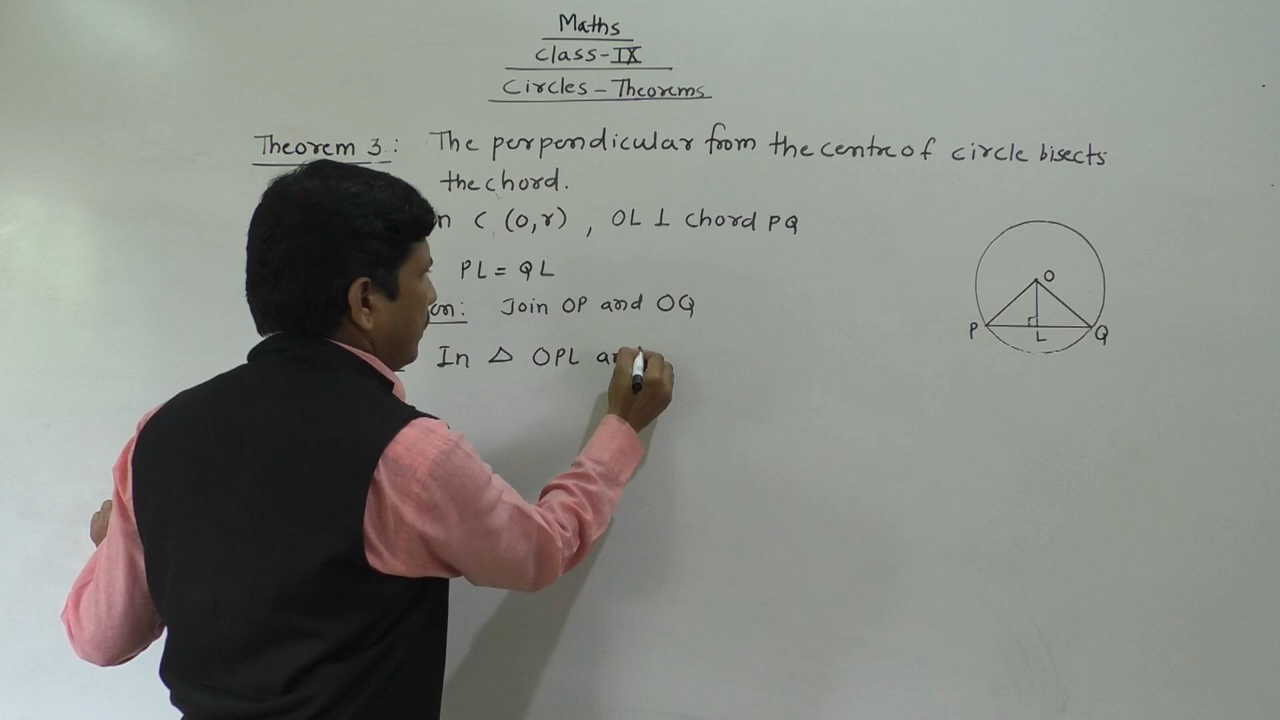 Maths
Class-IX
Circles - Theorems
Theorem 3: The perpendicular from the centre of circle bisects
the chord.
n C (O,r), OL ⊥ chord PQ
PL = QL
on: Join OP and OQ
In △ OPL
O
P
L
Q